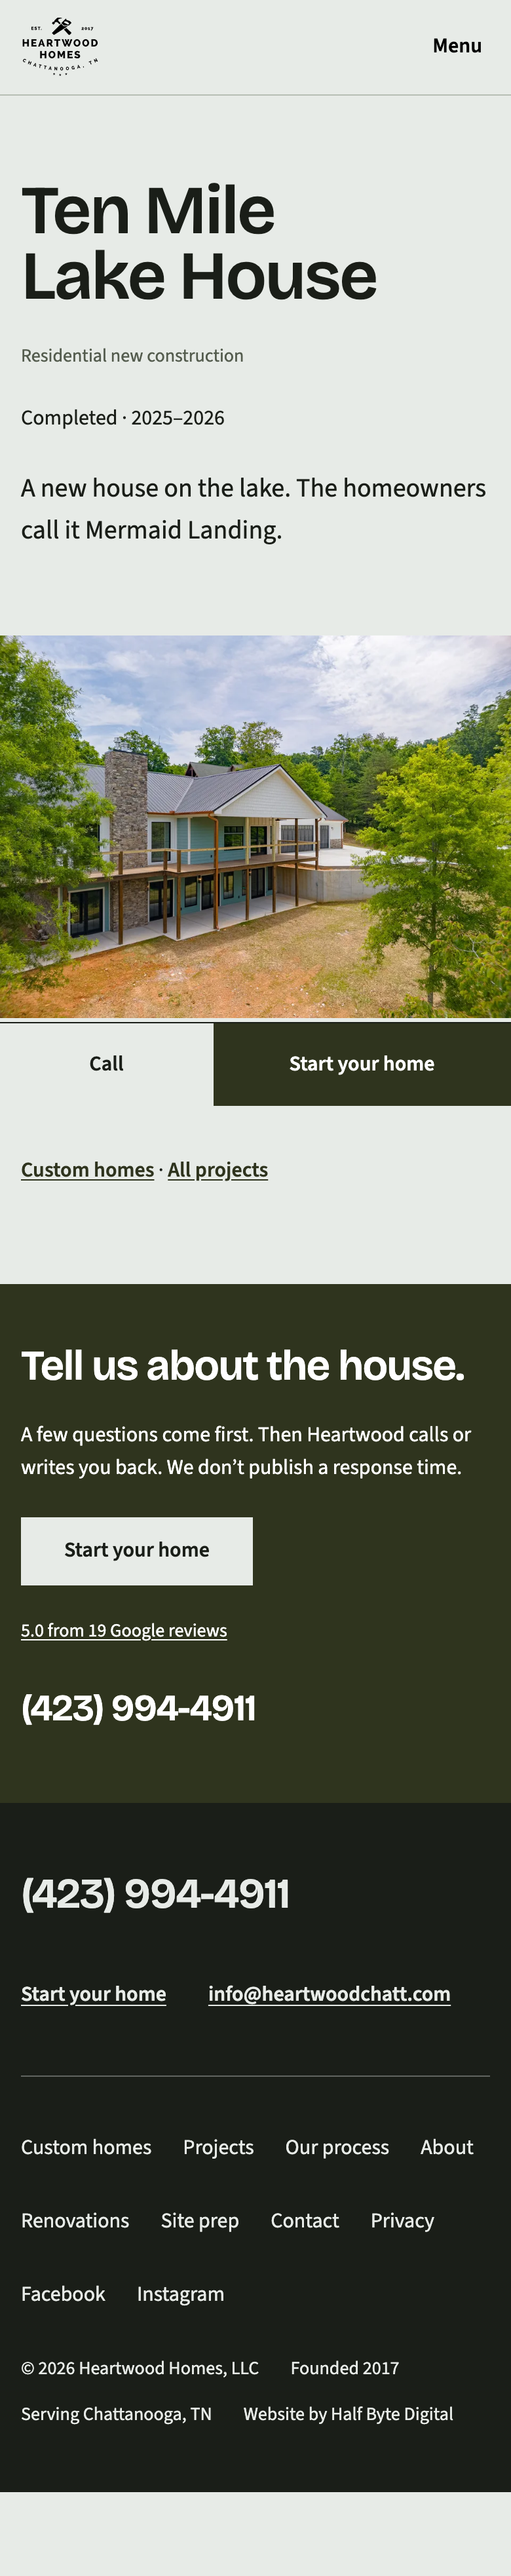 EST. 2017
HEARTWOOD
HOMES
CHATTANOOGA, TN
Menu
Ten Mile
Lake House
Residential new construction
Completed · 2025–2026
A new house on the lake. The homeowners
call it Mermaid Landing.
Call
Start your home
Custom homes · All projects
Tell us about the house.
A few questions come first. Then Heartwood calls or
writes you back. We don’t publish a response time.
Start your home
5.0 from 19 Google reviews
(423) 994-4911
(423) 994-4911
Start your home info@heartwoodchatt.com
Custom homes Projects Our process About
Renovations Site prep Contact Privacy
Facebook Instagram
© 2026 Heartwood Homes, LLC Founded 2017
Serving Chattanooga, TN Website by Half Byte Digital